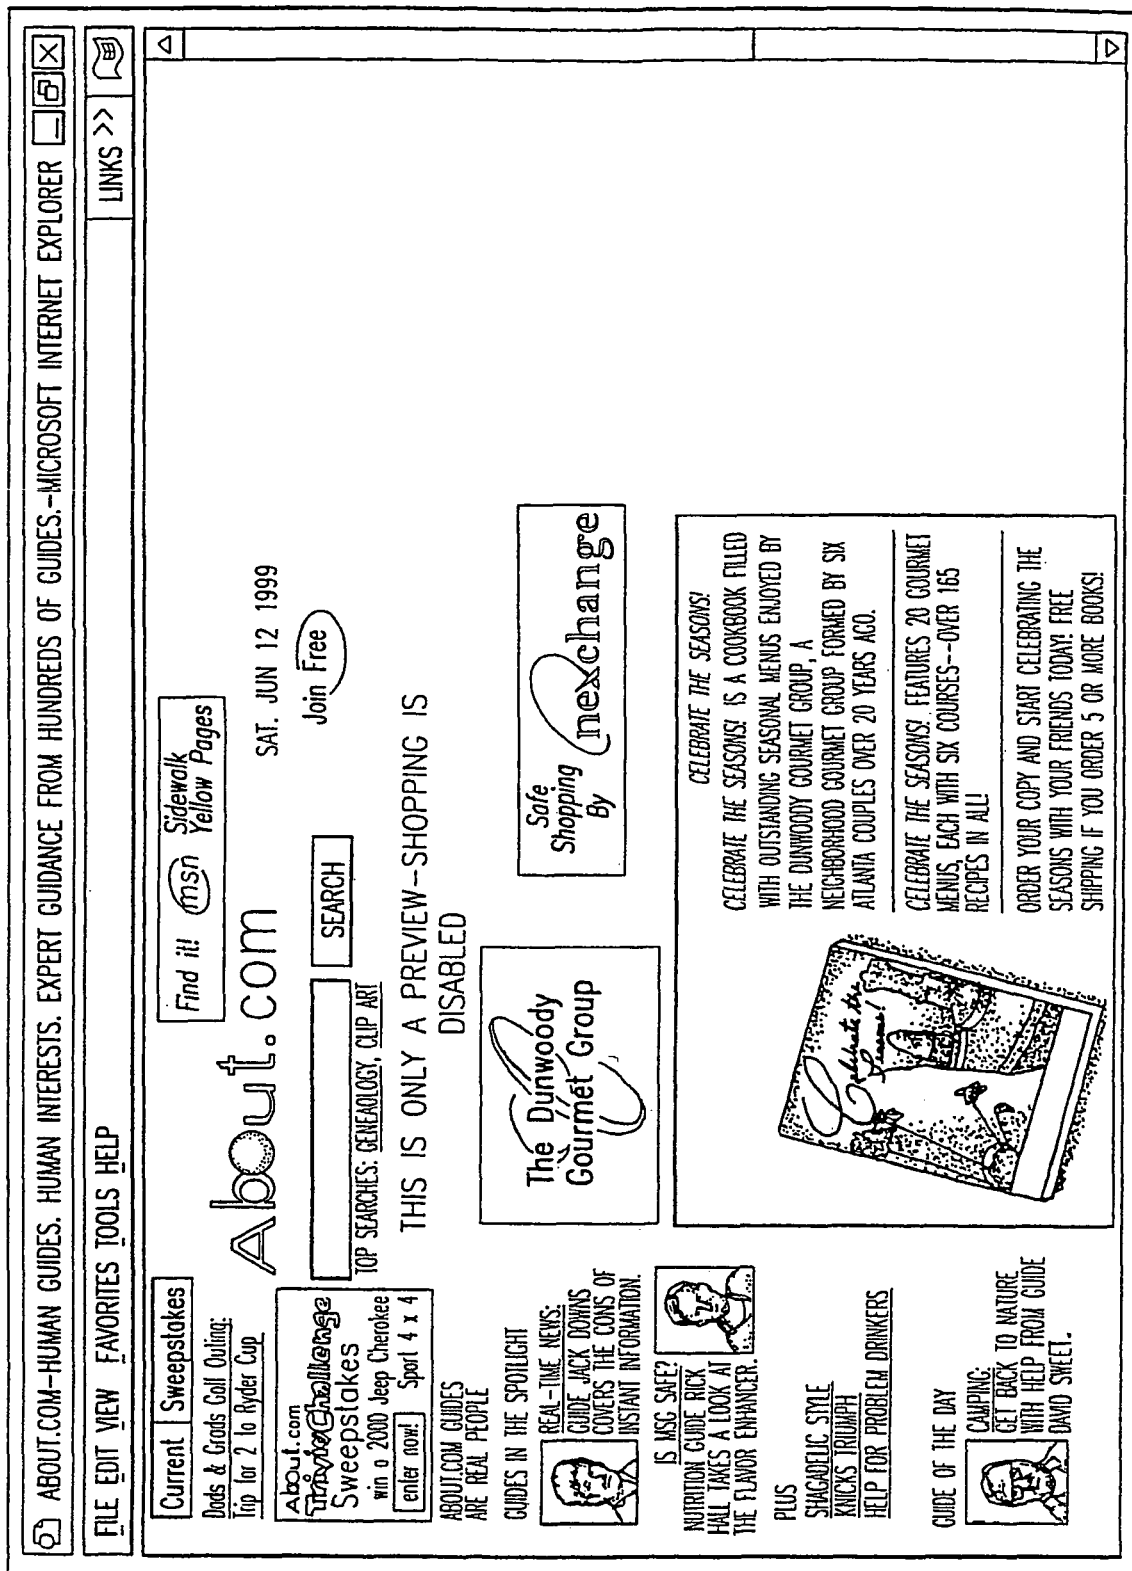 ABOUT.COM-HUMAN GUIDES. HUMAN INTERESTS. EXPERT GUIDANCE FROM HUNDREDS OF GUIDES.-MICROSOFT INTERNET EXPLORER
FILE EDIT VIEW FAVORITES TOOLS HELP
LINKS >>
Current Sweepstakes
Dads & Grads Golf Outing:
Trip for 2 to Ryder Cup
About.com
TriviaChallenge
Sweepstakes
win a 2000 Jeep Cherokee
enter now! Sport 4 x 4
ABOUT.COM GUIDES
ARE REAL PEOPLE
GUIDES IN THE SPOTLIGHT
REAL-TIME NEWS:
GUIDE JACK DOWNS
COVERS THE CONS OF
INSTANT INFORMATION.
IS MSG SAFE?
NUTRITION GUIDE RICK
HALL TAKES A LOOK AT
THE FLAVOR ENHANCER.
PLUS
SHAGADELIC STYLE
KNICKS TRIUMPH
HELP FOR PROBLEM DRINKERS
GUIDE OF THE DAY
CAMPING:
GET BACK TO NATURE
WITH HELP FROM GUIDE
DAVID SWEET.
Find it! msn Sidewalk
Yellow Pages
About.com
SAT. JUN 12 1999
SEARCH
Join Free
TOP SEARCHES: GENEAOLOGY, CLIP ART
THIS IS ONLY A PREVIEW-SHOPPING IS
DISABLED
The Dunwoody
Gourmet Group
Safe
Shopping
By
nexchange
Celebrate the
Seasons!
CELEBRATE THE SEASONS!
CELEBRATE THE SEASONS! IS A COOKBOOK FILLED
WITH OUTSTANDING SEASONAL MENUS ENJOYED BY
THE DUNWOODY GOURMET GROUP, A
NEIGHBORHOOD GOURMET GROUP FORMED BY SIX
ATLANTA COUPLES OVER 20 YEARS AGO.
CELEBRATE THE SEASONS!, FEATURES 20 GOURMET
MENUS, EACH WITH SIX COURSES--OVER 165
RECIPES IN ALL!
ORDER YOUR COPY AND START CELEBRATING THE
SEASONS WITH YOUR FRIENDS TODAY! FREE
SHIPPING IF YOU ORDER 5 OR MORE BOOKS!